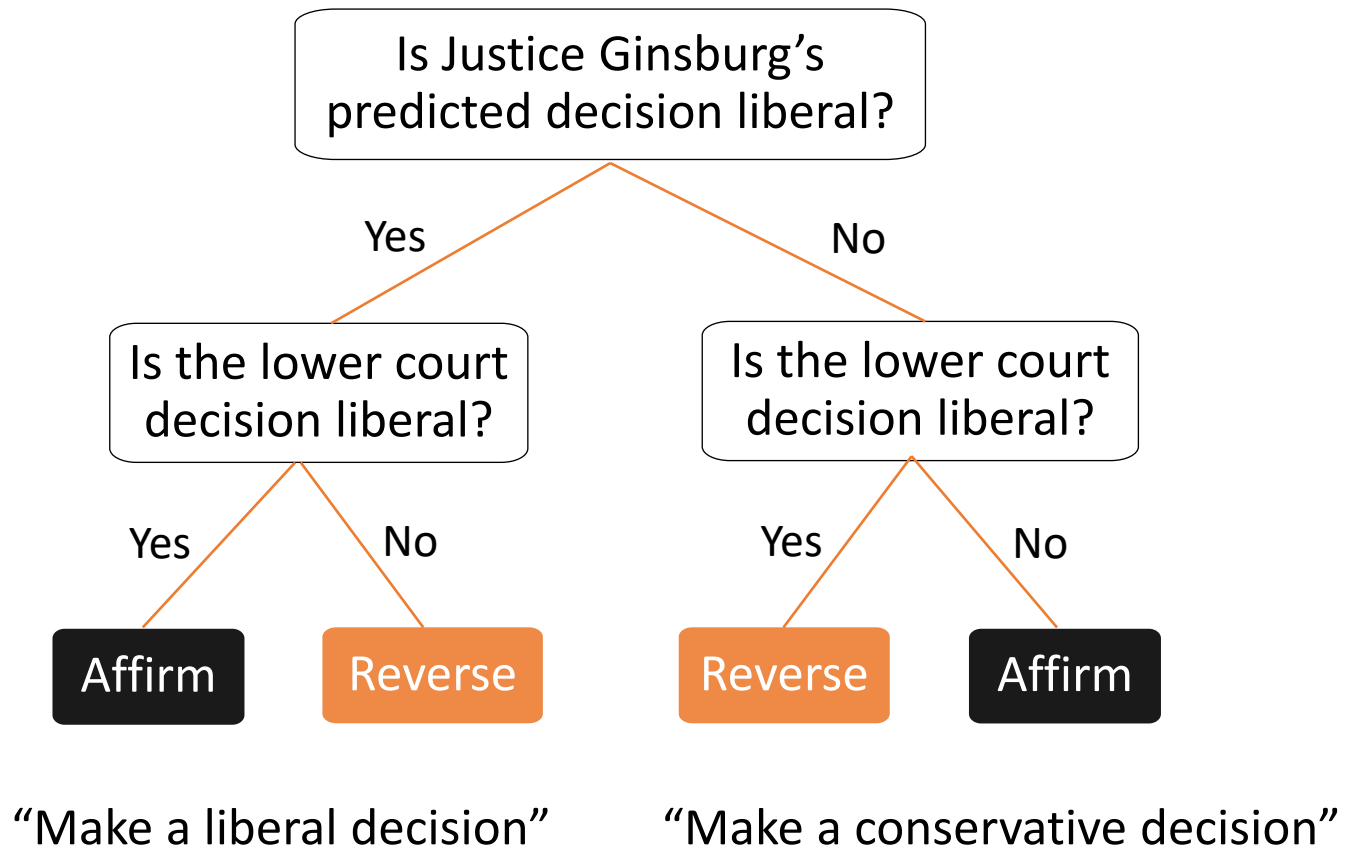 Is Justice Ginsburg’s
predicted decision liberal?
Yes
No
Is the lower court
decision liberal?
Is the lower court
decision liberal?
Yes
No
Yes
No
Affirm
Reverse
Reverse
Affirm
“Make a liberal decision”
“Make a conservative decision”